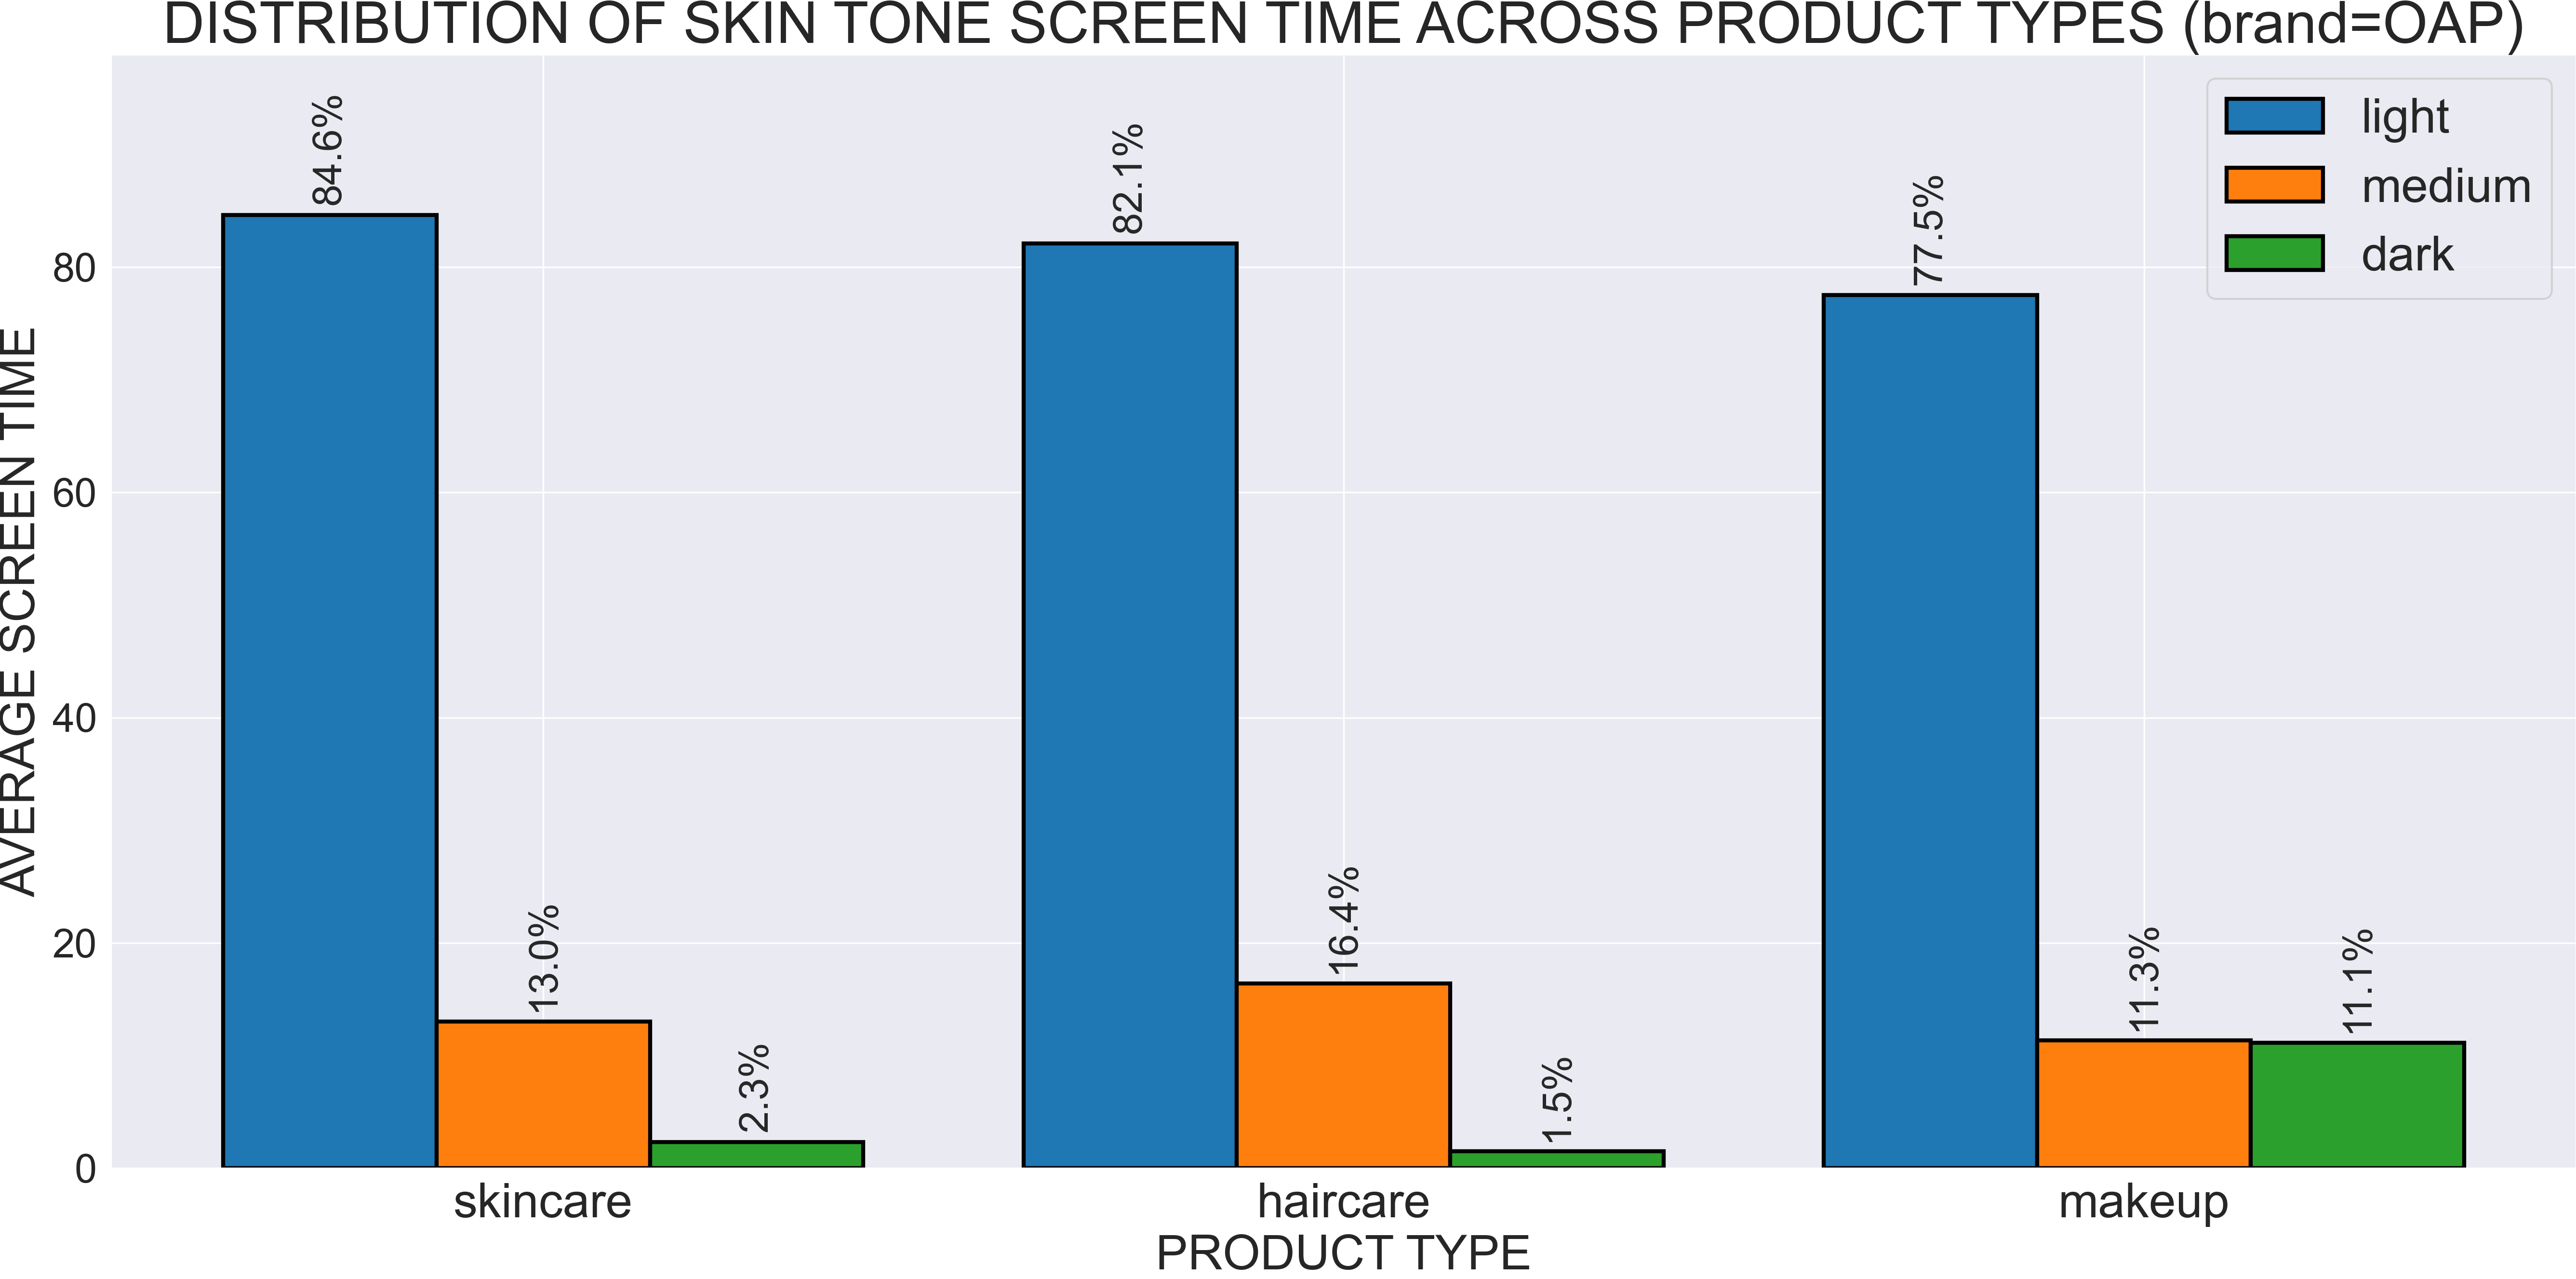 DISTRIBUTION OF SKIN TONE SCREEN TIME ACROSS PRODUCT TYPES (brand=OAP)
light
medium
dark
AVERAGE SCREEN TIME
80
60
40
20
0
84.6%
13.0%
2.3%
82.1%
16.4%
1.5%
77.5%
11.3%
11.1%
skincare
haircare
makeup
PRODUCT TYPE